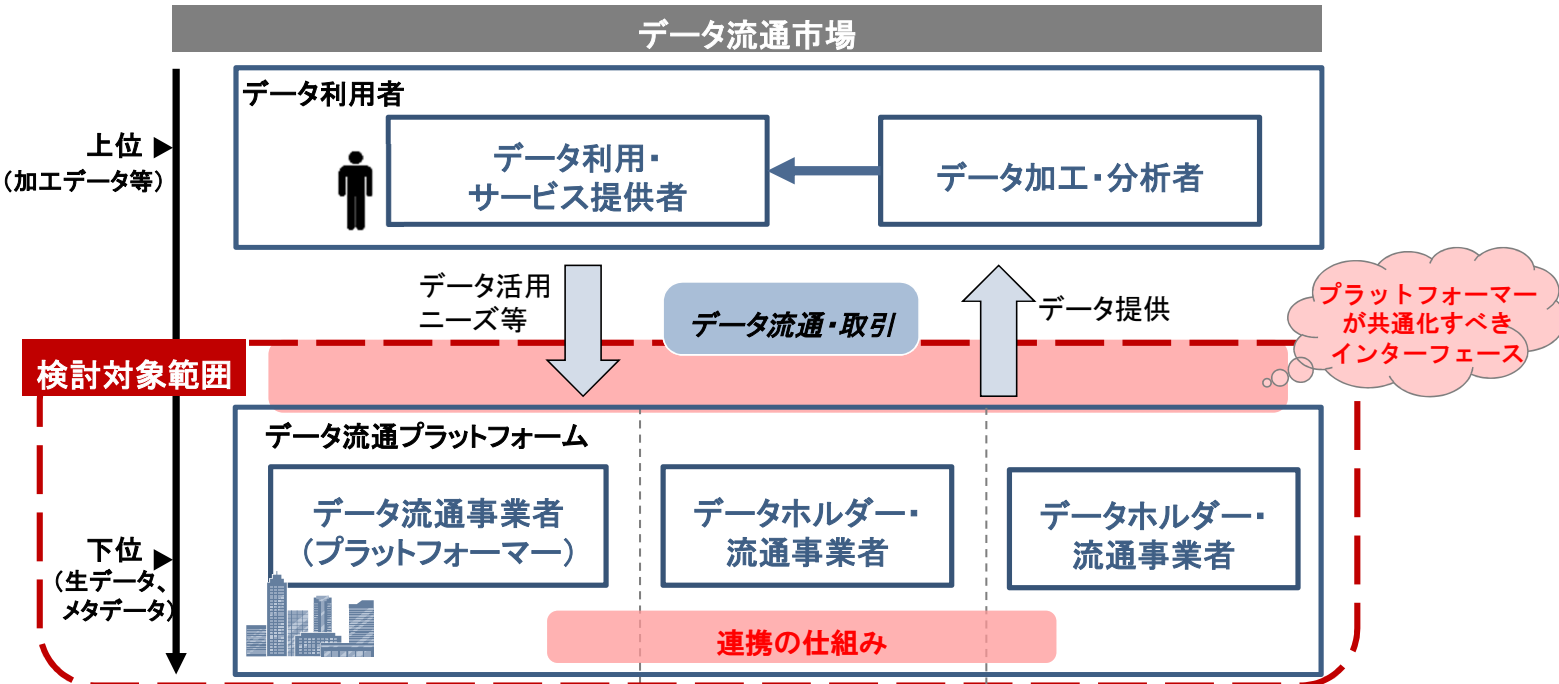 データ流通市場
データ利用者
上位
（加工データ等）
データ利用・
サービス提供者
データ加工・分析者
データ活用
ニーズ等
データ流通・取引
データ提供
プラットフォーマー
が共通化すべき
インターフェース
検討対象範囲
データ流通プラットフォーム
データ流通事業者
（プラットフォーマー）
データホルダー・
流通事業者
データホルダー・
流通事業者
下位
（生データ、
メタデータ）
連携の仕組み